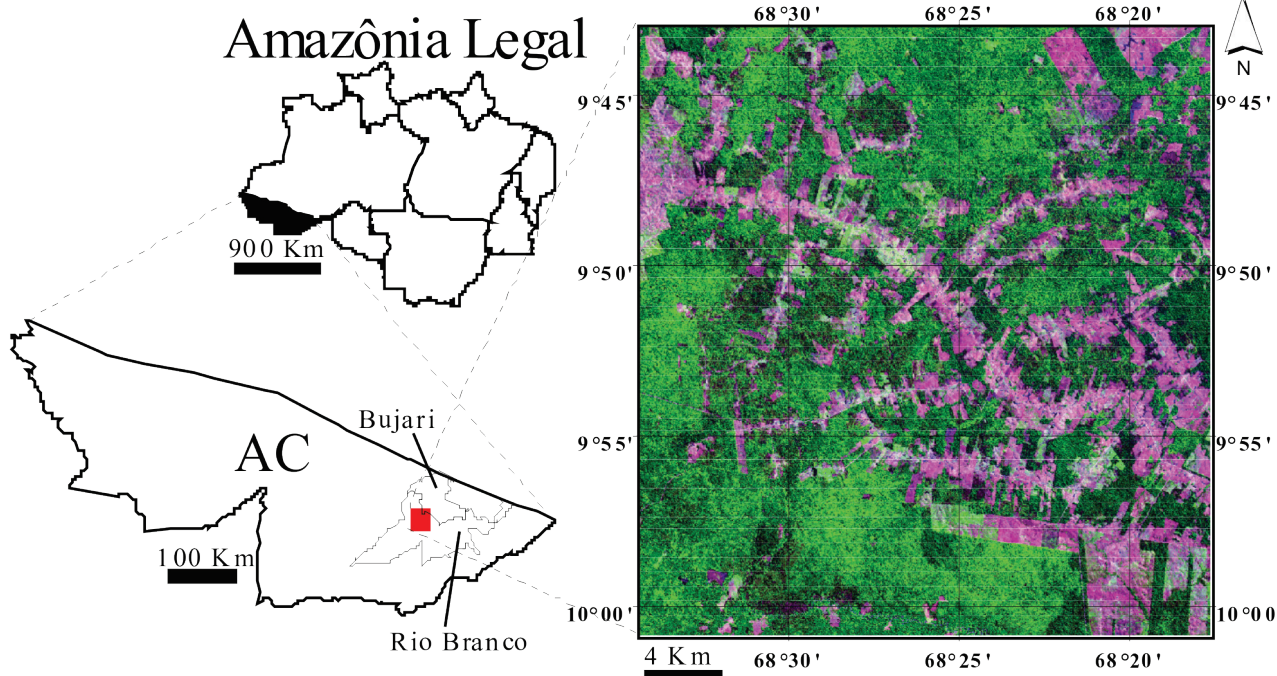 Amazônia Legal
900 Km
AC
Bujari
100 Km
Rio Branco
68°30' 68°25' 68°20'
N
9°45' 9°45'
9°50' 9°50'
9°55' 9°55'
10°00' 10°00
4 Km 68°30' 68°25' 68°20'